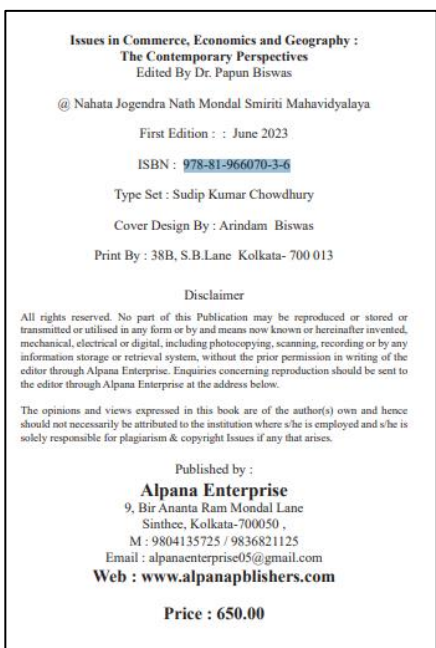 Issues in Commerce, Economics and Geography :
The Contemporary Perspectives
Edited By Dr. Papun Biswas
@ Nahata Jogendra Nath Mondal Smiriti Mahavidyalaya
First Edition : : June 2023
ISBN : 978-81-966070-3-6
Type Set : Sudip Kumar Chowdhury
Cover Design By : Arindam Biswas
Print By : 38B, S.B.Lane Kolkata- 700 013
Disclaimer
All rights reserved. No part of this Publication may be reproduced or stored or
transmitted or utilised in any form or by and means now known or hereinafter invented,
mechanical, electrical or digital, including photocopying, scanning, recording or by any
information storage or retrieval system, without the prior permission in writing of the
editor through Alpana Enterprise. Enquiries concerning reproduction should be sent to
the editor through Alpana Enterprise at the address below.
The opinions and views expressed in this book are of the author(s) own and hence
should not necessarily be attributed to the institution where s/he is employed and s/he is
solely responsible for plagiarism & copyright Issues if any that arises.
Published by :
Alpana Enterprise
9, Bir Ananta Ram Mondal Lane
Sinthee, Kolkata-700050 ,
M : 9804135725 / 9836821125
Email : alpanaenterprise05@gmail.com
Web : www.alpanapblishers.com
Price : 650.00